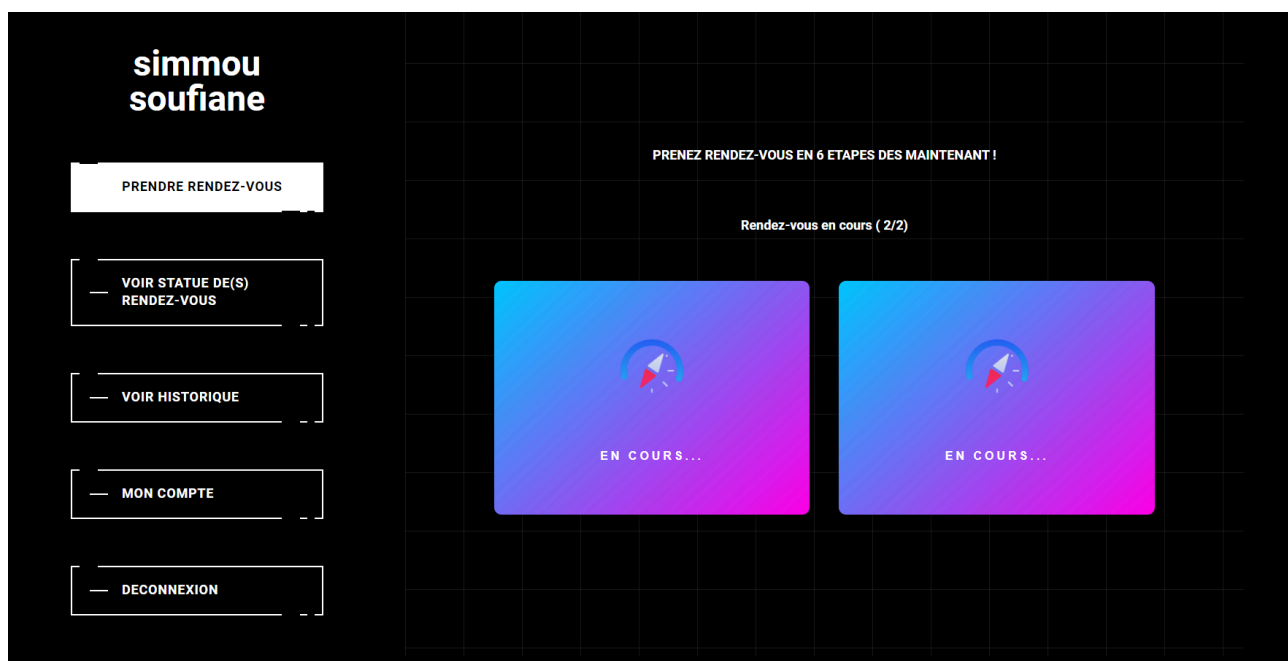 simmou
soufiane
PRENDRE RENDEZ-VOUS
VOIR STATUE DE(S)
RENDEZ-VOUS
VOIR HISTORIQUE
MON COMPTE
DECONNEXION
PRENEZ RENDEZ-VOUS EN 6 ETAPES DES MAINTENANT !
Rendez-vous en cours ( 2/2)
EN COURS...
EN COURS...